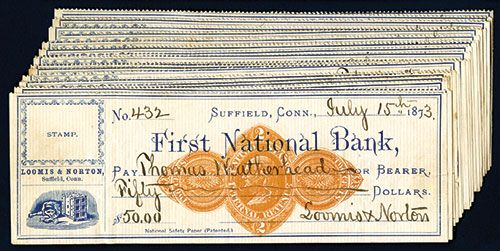 No. 432 SUFFIELD, CONN., July 15th 1873.
STAMP.
First National Bank,
LOOMIS & NORTON,
Suffield, Conn.
PAY Thomas Weatherhead OR BEARER,
Fifty DOLLARS.
$50.00 Loomis & Norton
National Safety Paper (Patented.)